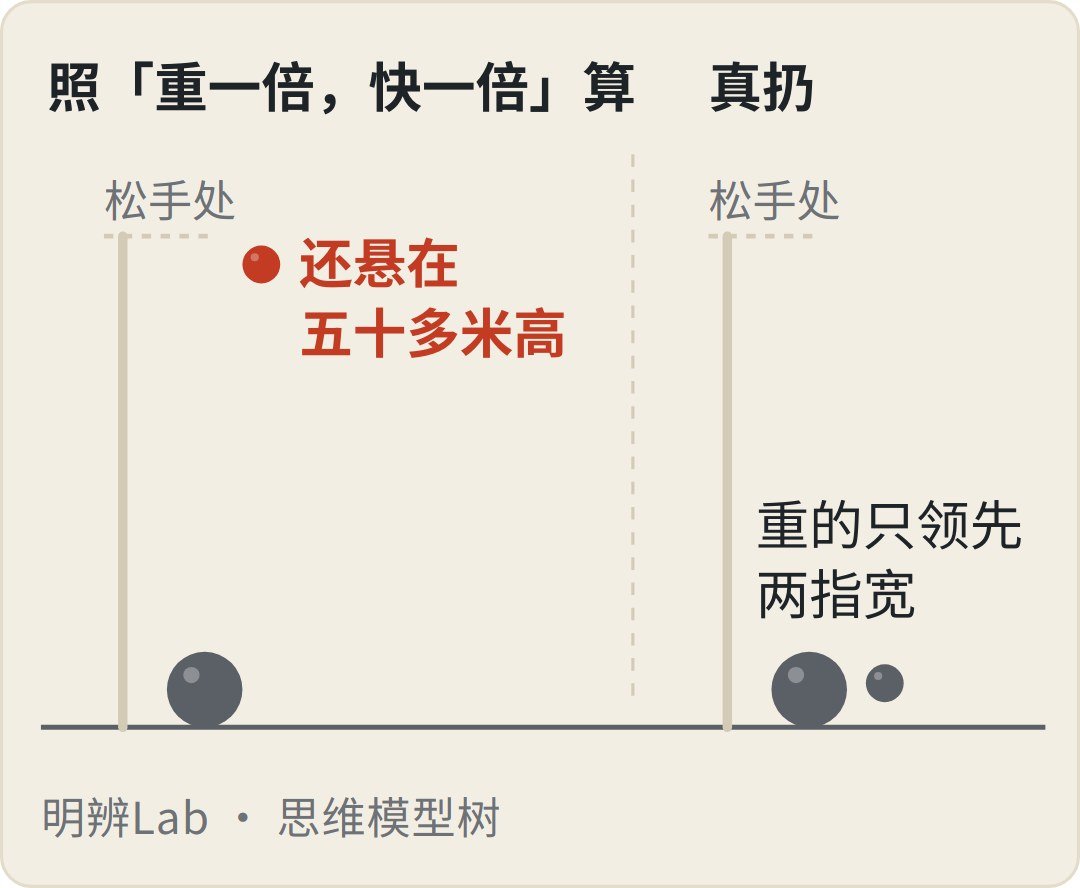 照「重一倍，快一倍」算
真扔
松手处
松手处
还悬在
五十多米高
重的只领先
两指宽
明辨Lab · 思维模型树